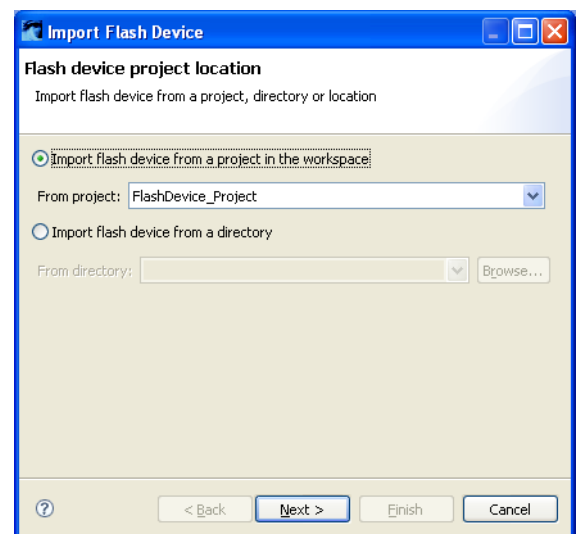 Import Flash Device
Flash device project location
Import flash device from a project, directory or location
Import flash device from a project in the workspace
From project: FlashDevice_Project
Import flash device from a directory
From directory: Browse...
< Back Next > Finish Cancel